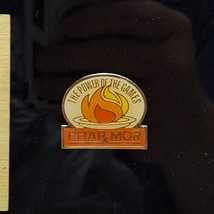 THE POWER OF THE GAMES
PHAR-MOR